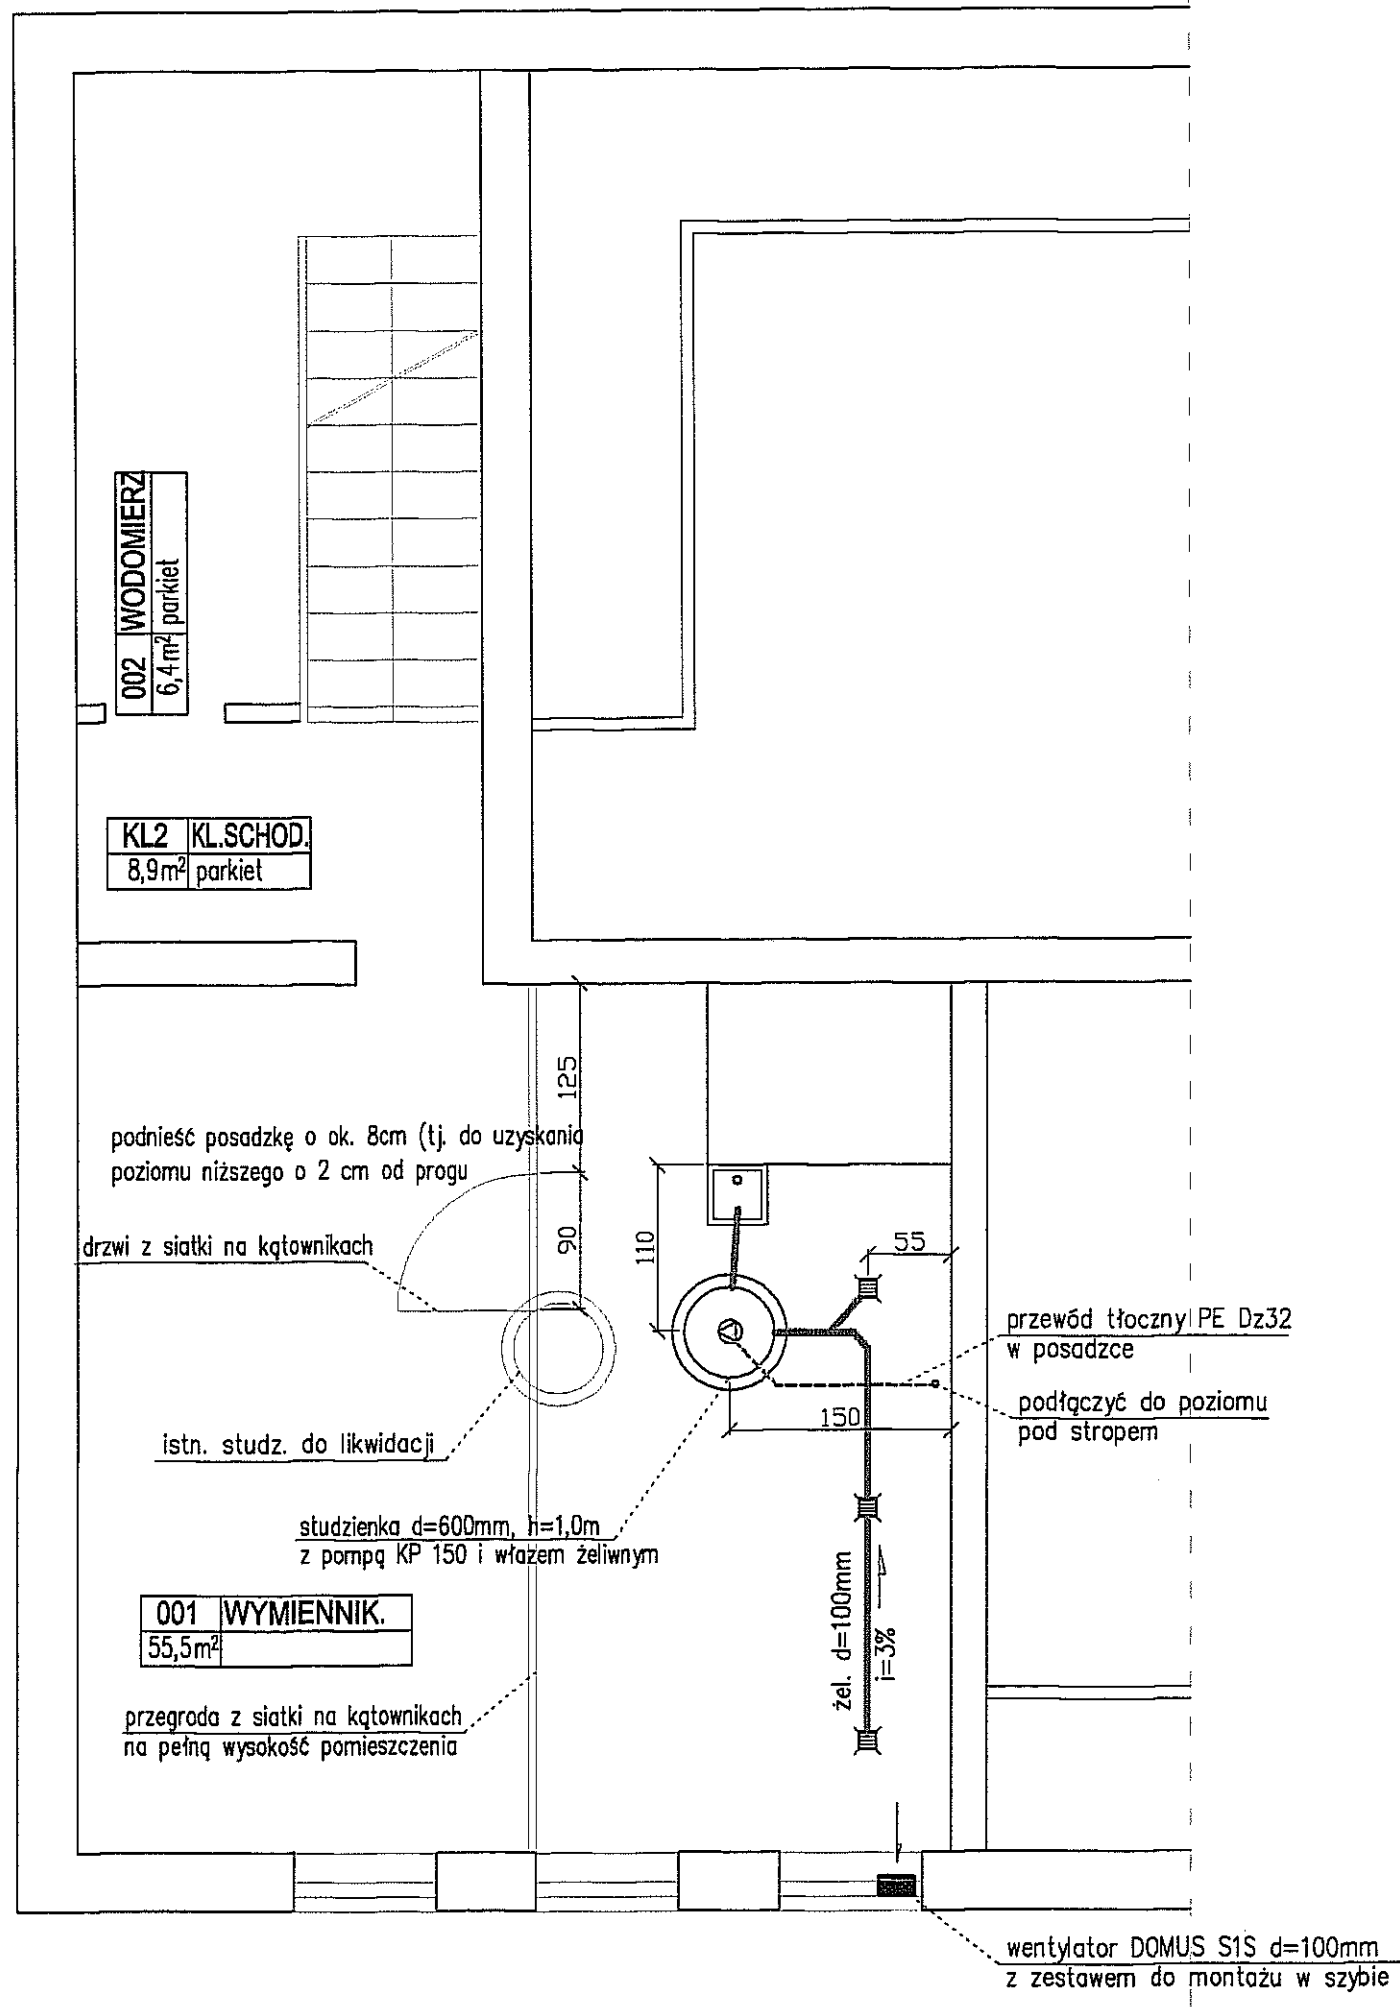 002 WODOMIERZ
6,4m² parkiet
KL2 KL.SCHOD.
8,9m² parkiet
125
podnieść posadzkę o ok. 8cm (tj. do uzyskania
poziomu niższego o 2 cm od progu
90
110
55
drzwi z siatki na kątownikach
przewód tłoczny PE Dz32
w posadzce
podłączyć do poziomu
pod stropem
150
istn. studz. do likwidacji
studzienka d=600mm, h=1,0m
z pompą KP 150 i włazem żeliwnym
żel. d=100mm
i=3%
001 WYMIENNIK.
55,5m²
przegroda z siatki na kątownikach
na pełną wysokość pomieszczenia
wentylator DOMUS S1S d=100mm
z zestawem do montażu w szybie